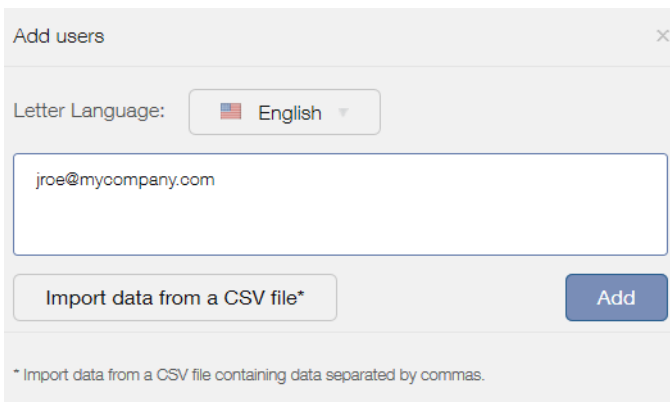 Add users
Letter Language: English
jroe@mycompany.com
Import data from a CSV file* Add
* Import data from a CSV file containing data separated by commas.